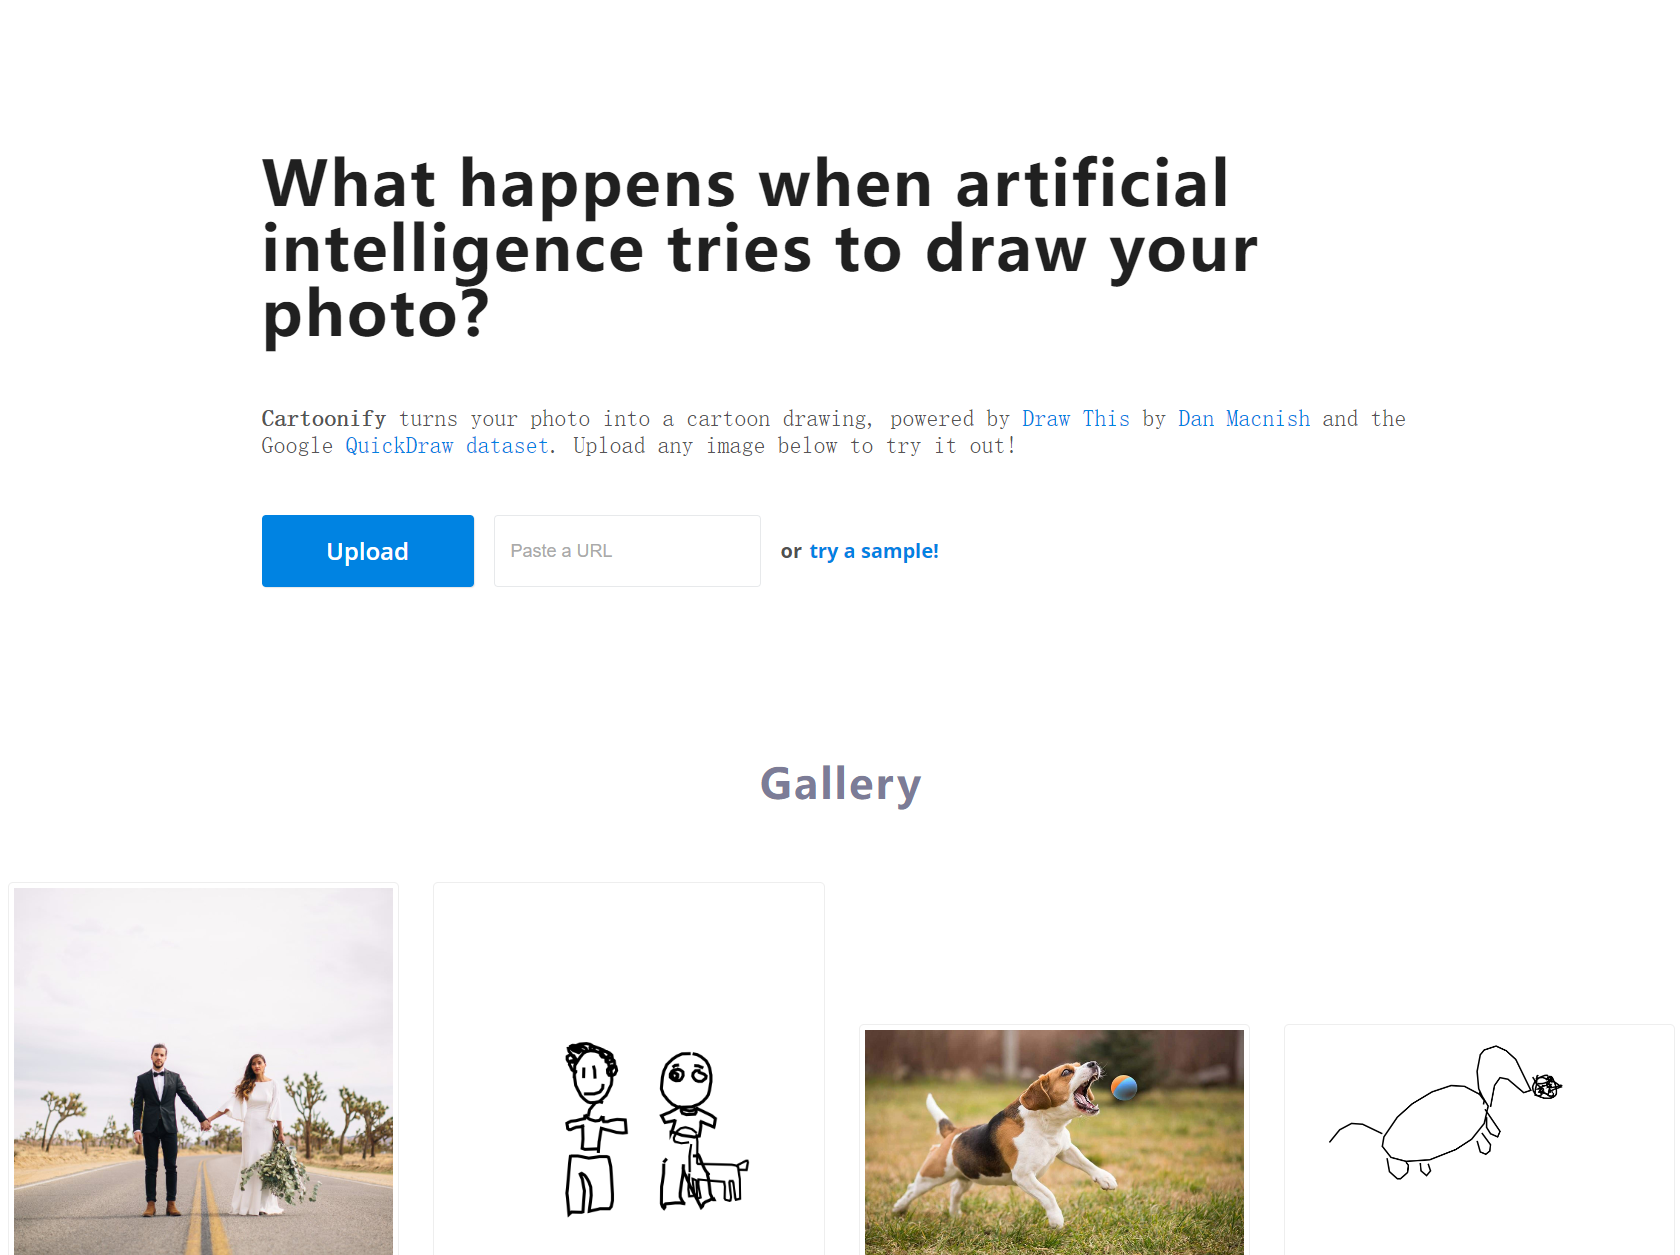 What happens when artificial
intelligence tries to draw your
photo?
Cartoonify turns your photo into a cartoon drawing, powered by Draw This by Dan Macnish and the
Google QuickDraw dataset. Upload any image below to try it out!
Upload
Paste a URL
or try a sample!
Gallery